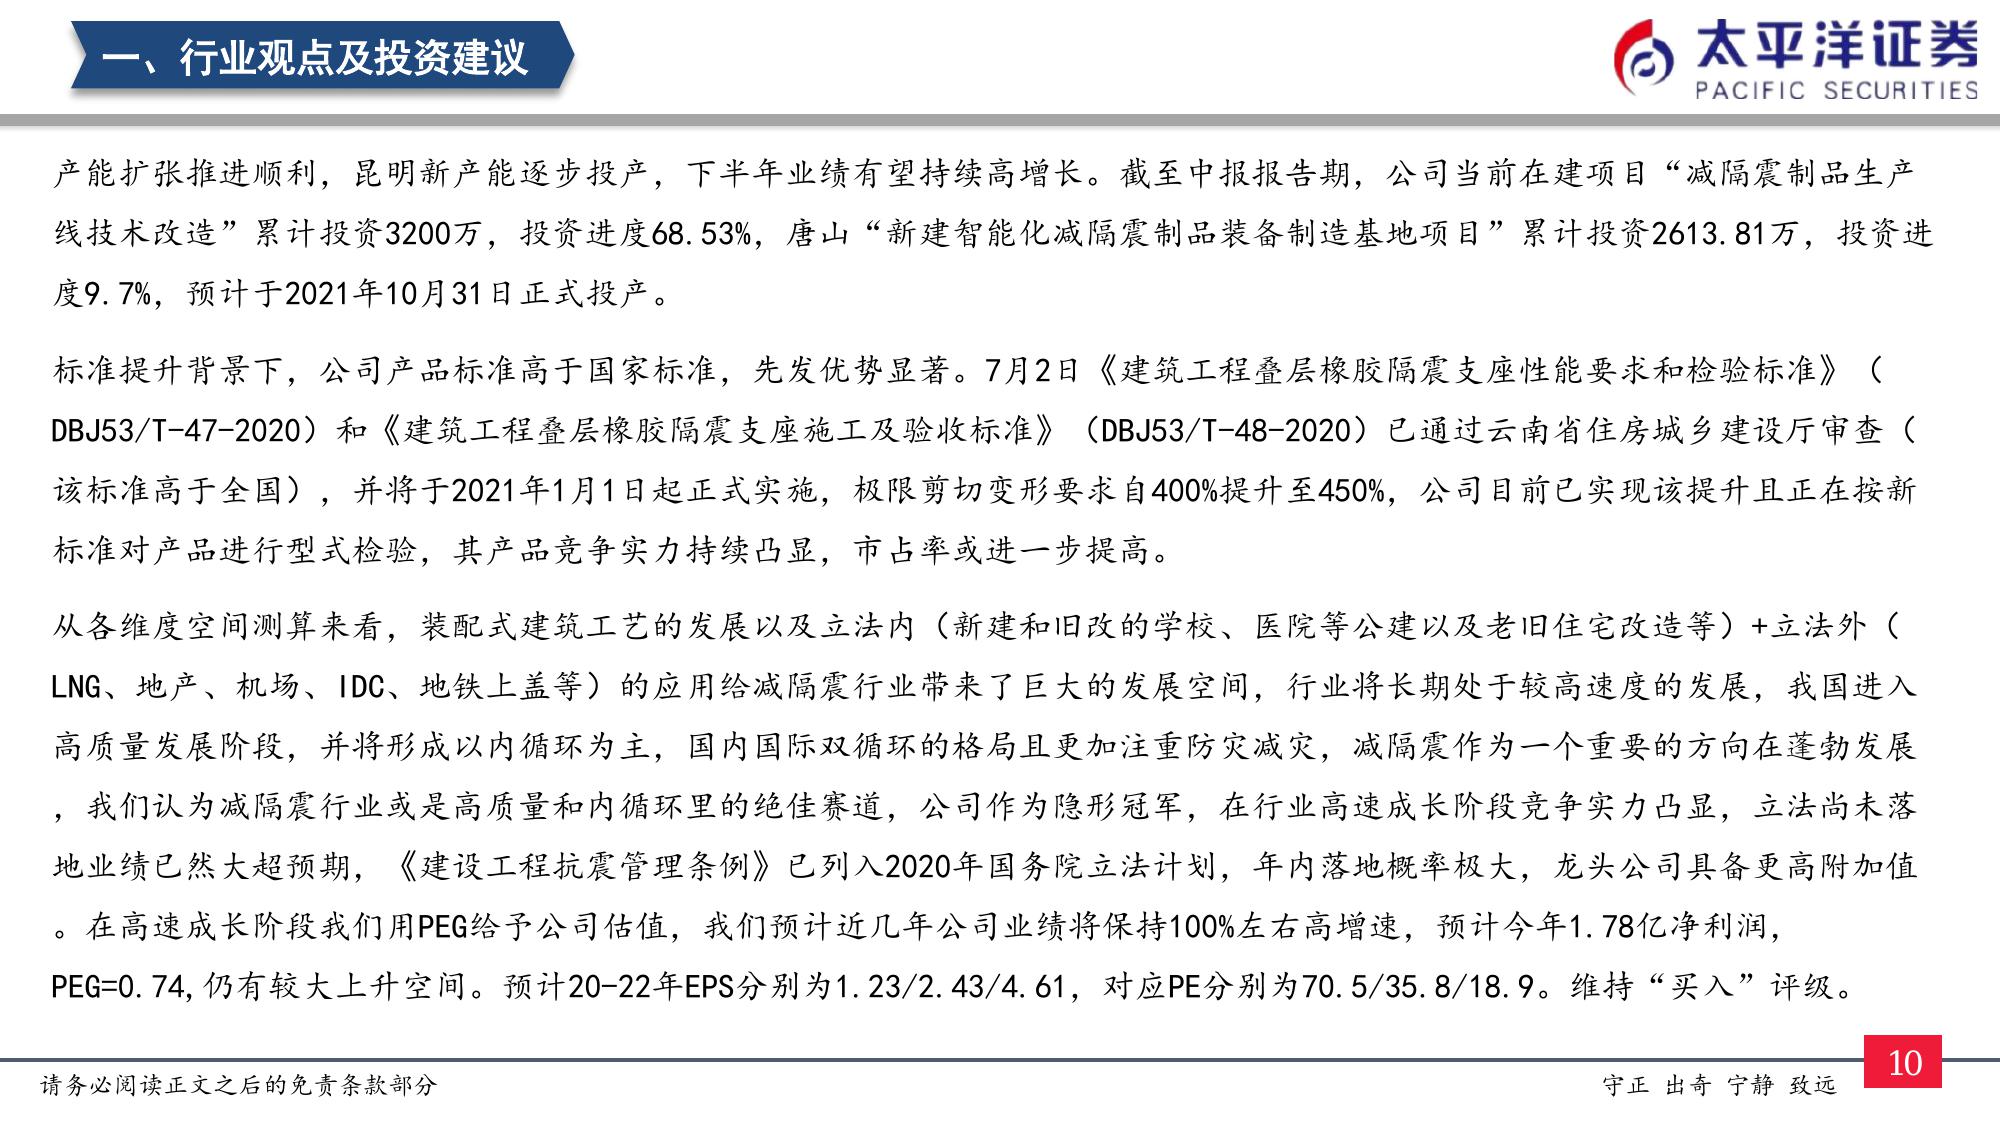 一、行业观点及投资建议
太平洋证券
PACIFIC SECURITIES
产能扩张推进顺利，昆明新产能逐步投产，下半年业绩有望持续高增长。截至中报报告期，公司当前在建项目“减隔震制品生产
线技术改造”累计投资3200万，投资进度68.53%，唐山“新建智能化减隔震制品装备制造基地项目”累计投资2613.81万，投资进
度9.7%，预计于2021年10月31日正式投产。
标准提升背景下，公司产品标准高于国家标准，先发优势显著。7月2日《建筑工程叠层橡胶隔震支座性能要求和检验标准》（
DBJ53/T-47-2020）和《建筑工程叠层橡胶隔震支座施工及验收标准》（DBJ53/T-48-2020）已通过云南省住房城乡建设厅审查（
该标准高于全国），并将于2021年1月1日起正式实施，极限剪切变形要求自400%提升至450%，公司目前已实现该提升且正在按新
标准对产品进行型式检验，其产品竞争实力持续凸显，市占率或进一步提高。
从各维度空间测算来看，装配式建筑工艺的发展以及立法内（新建和旧改的学校、医院等公建以及老旧住宅改造等）+立法外（
LNG、地产、机场、IDC、地铁上盖等）的应用给减隔震行业带来了巨大的发展空间，行业将长期处于较高速度的发展，我国进入
高质量发展阶段，并将形成以内循环为主，国内国际双循环的格局且更加注重防灾减灾，减隔震作为一个重要的方向在蓬勃发展
，我们认为减隔震行业或是高质量和内循环里的绝佳赛道，公司作为隐形冠军，在行业高速成长阶段竞争实力凸显，立法尚未落
地业绩已然大超预期，《建设工程抗震管理条例》已列入2020年国务院立法计划，年内落地概率极大，龙头公司具备更高附加值
。在高速成长阶段我们用PEG给予公司估值，我们预计近几年公司业绩将保持100%左右高增速，预计今年1.78亿净利润，
PEG=0.74,仍有较大上升空间。预计20-22年EPS分别为1.23/2.43/4.61，对应PE分别为70.5/35.8/18.9。维持“买入”评级。
请务必阅读正文之后的免责条款部分
守正 出奇 宁静 致远
10